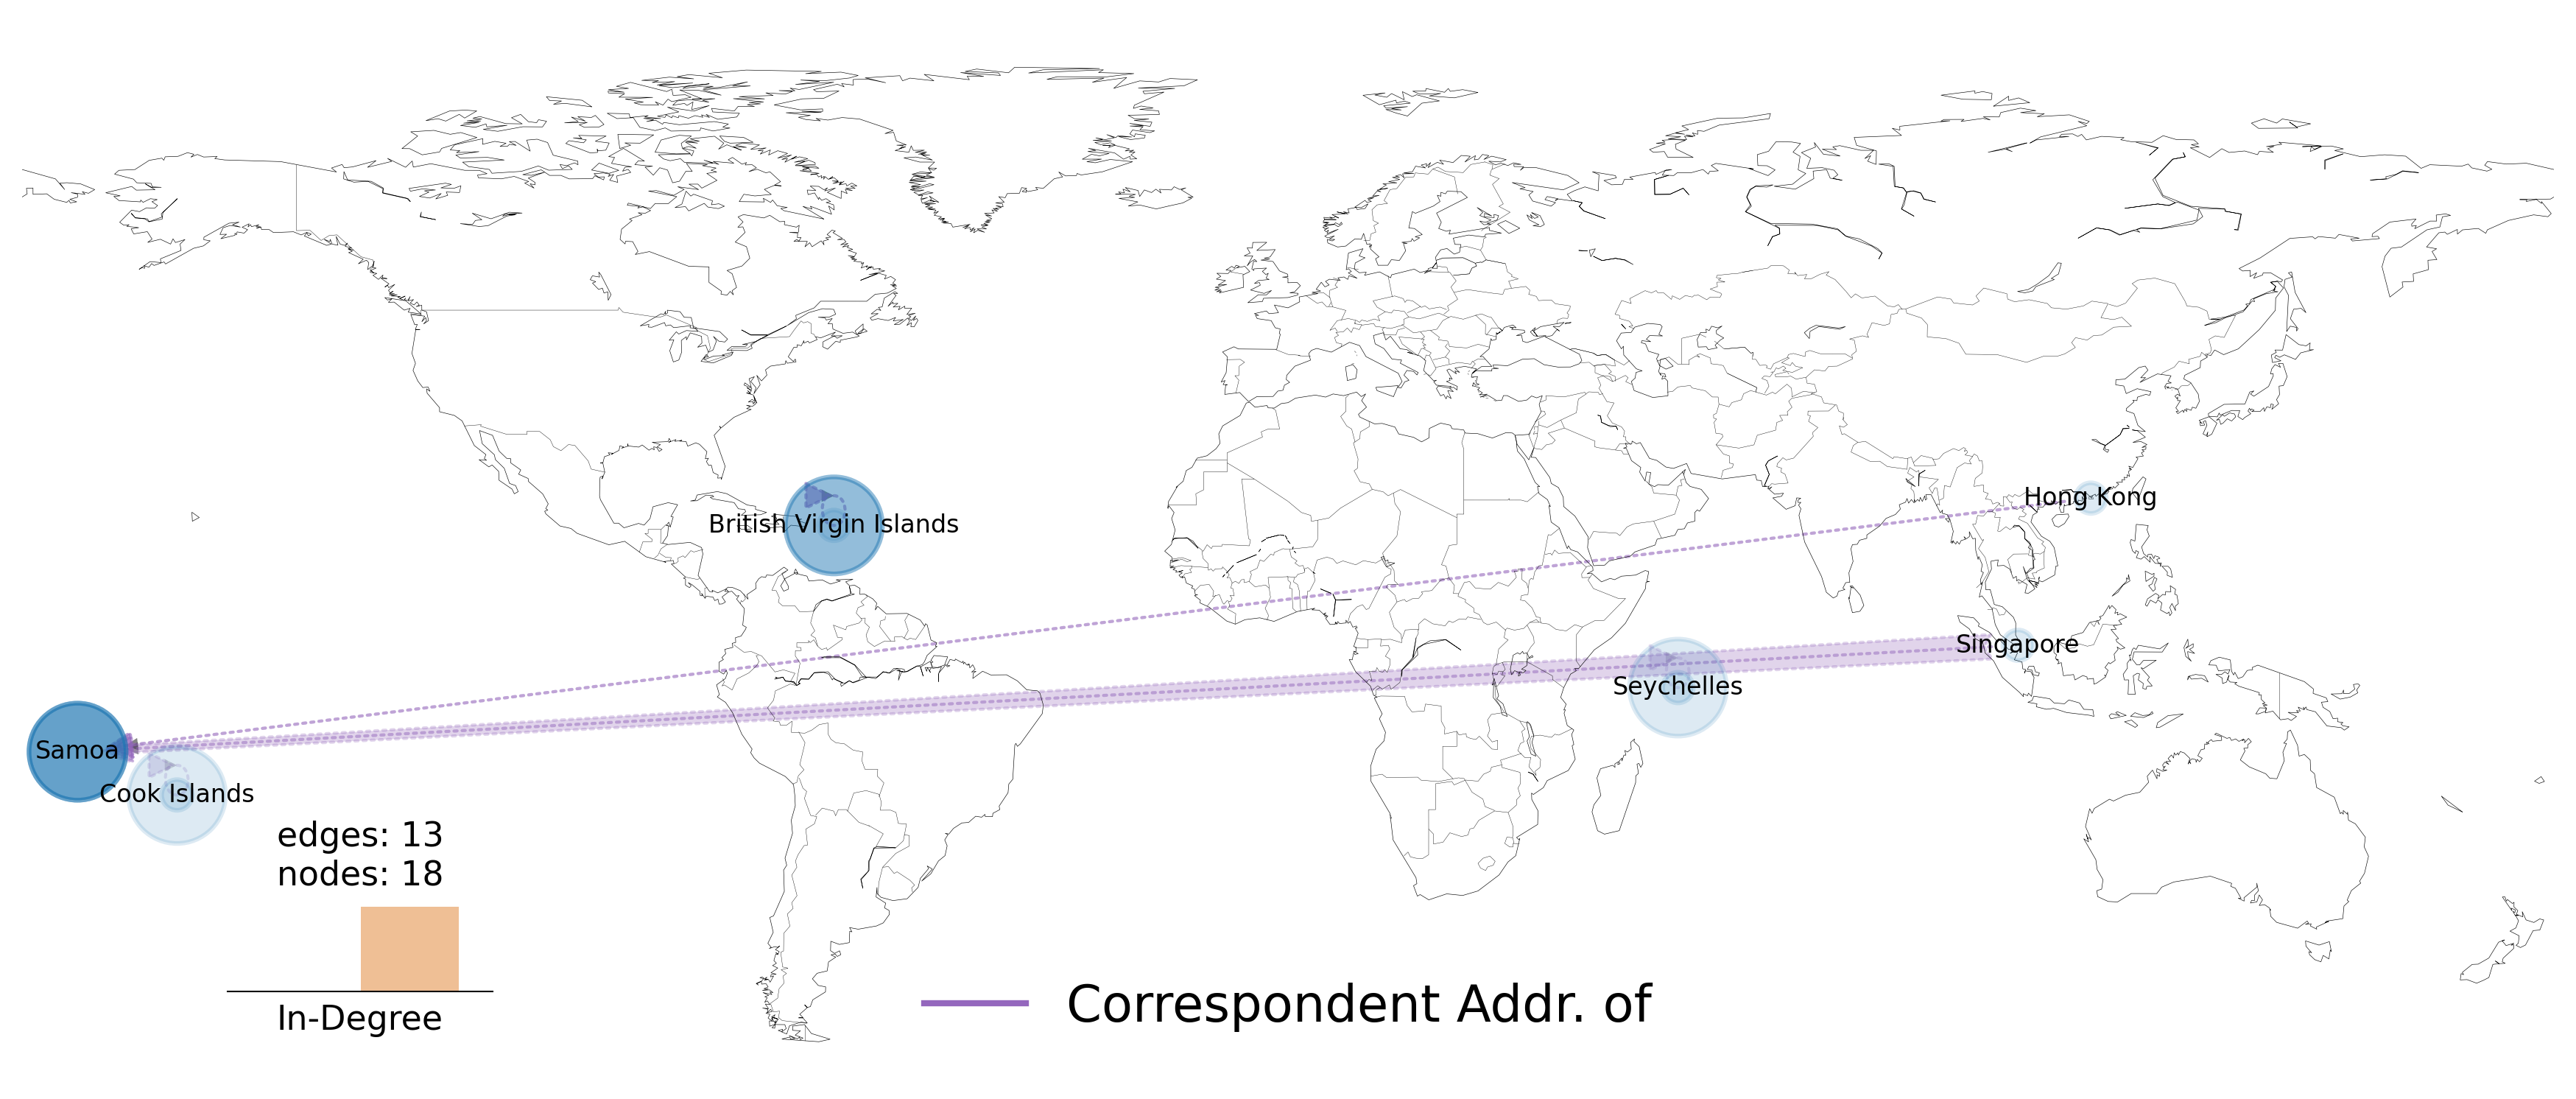 Hong Kong
British Virgin Islands
Singapore
Seychelles
Samoa
Cook Islands
edges: 13
nodes: 18
In-Degree
Correspondent Addr. of